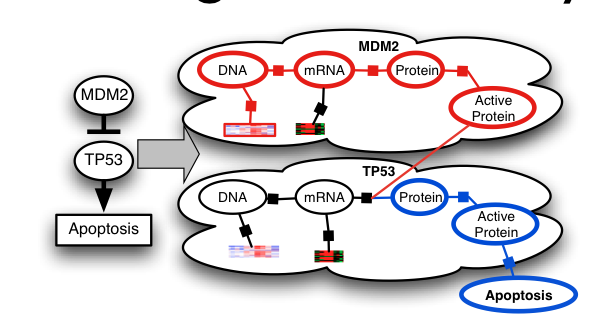 MDM2
TP53
Apoptosis
MDM2
DNA
mRNA
Protein
Active
Protein
TP53
DNA
mRNA
Protein
Active
Protein
Apoptosis